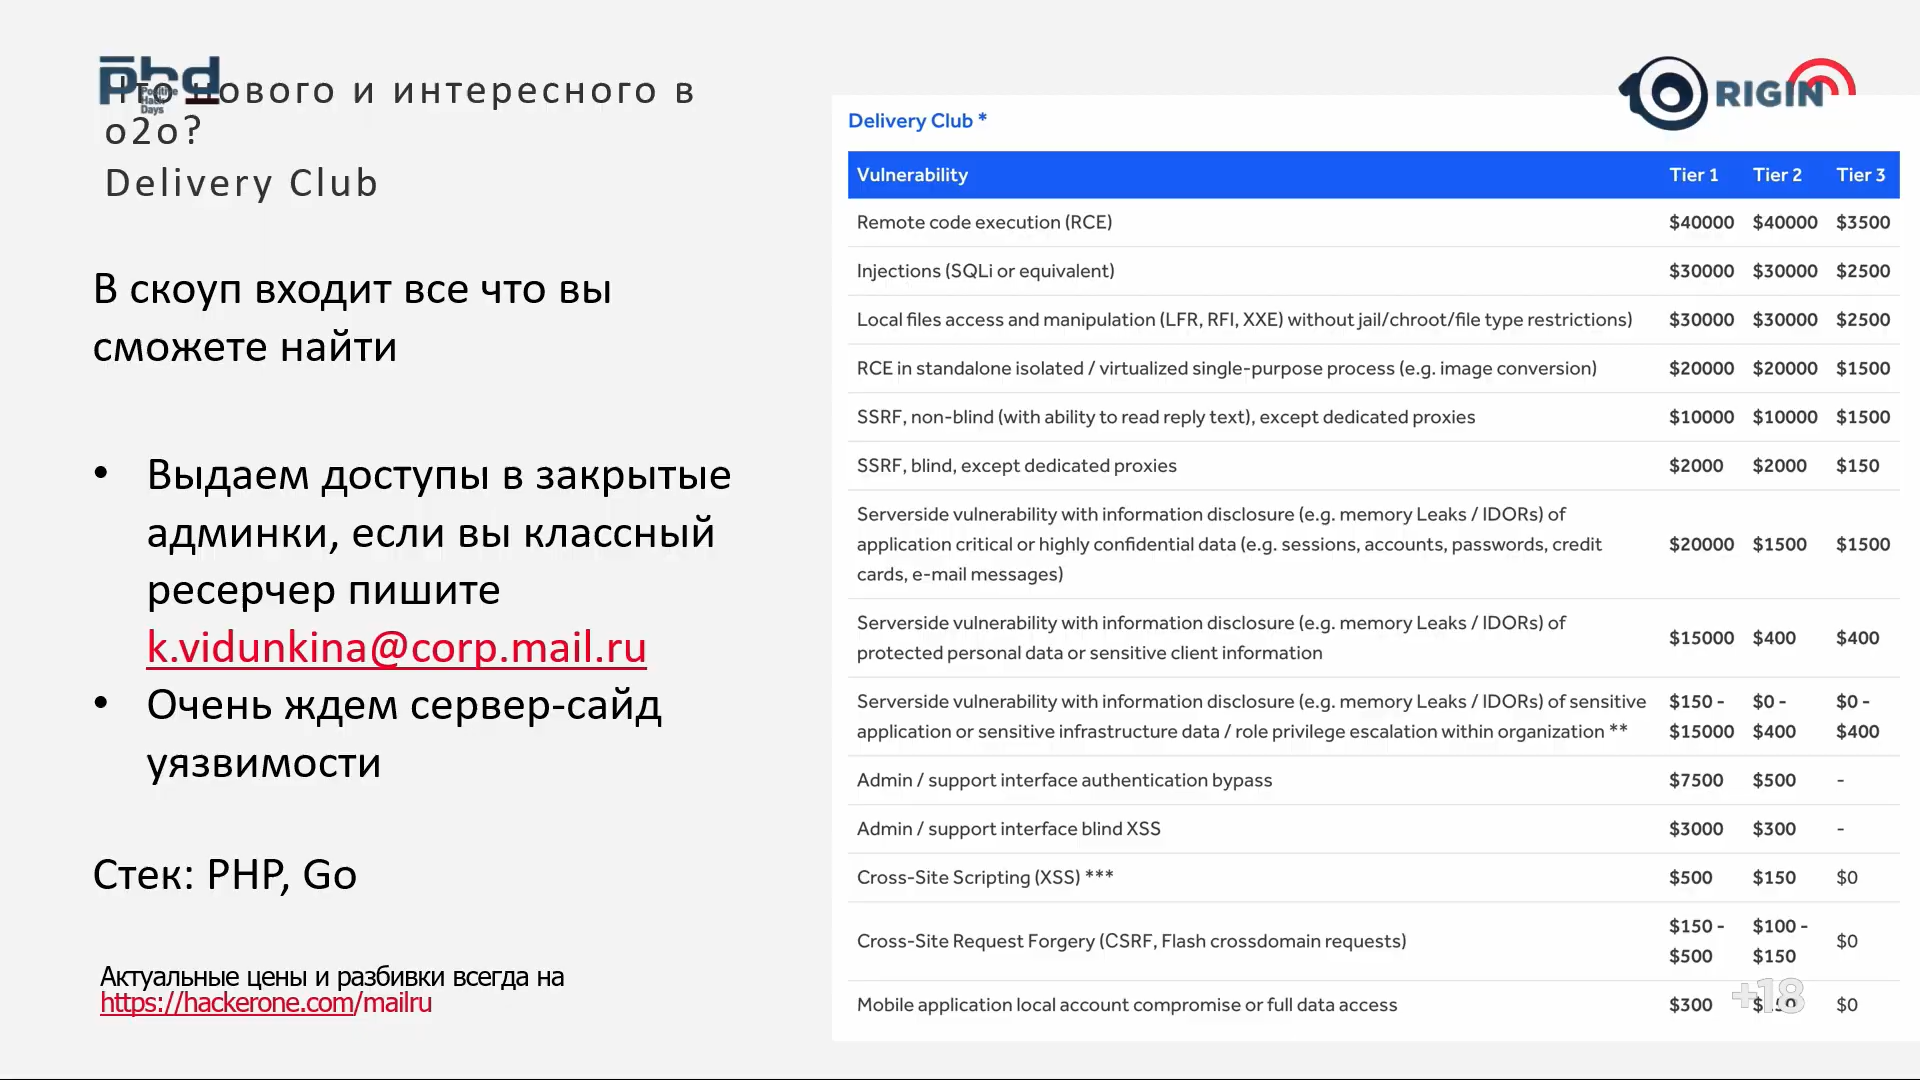 phd
Positive
Hack
Days
Что нового и интересного в
o2o?
Delivery Club
В скоуп входит все что вы
сможете найти
• Выдаем доступы в закрытые
админки, если вы классный
ресерчер пишите
k.vidunkina@corp.mail.ru
• Очень ждем сервер-сайд
уязвимости
Стек: PHP, Go
Актуальные цены и разбивки всегда на
https://hackerone.com/mailru
ORIGIN
Delivery Club *
Vulnerability Tier 1 Tier 2 Tier 3
Remote code execution (RCE) $40000 $40000 $3500
Injections (SQLi or equivalent) $30000 $30000 $2500
Local files access and manipulation (LFR, RFI, XXE) without jail/chroot/file type restrictions) $30000 $30000 $2500
RCE in standalone isolated / virtualized single-purpose process (e.g. image conversion) $20000 $20000 $1500
SSRF, non-blind (with ability to read reply text), except dedicated proxies $10000 $10000 $1500
SSRF, blind, except dedicated proxies $2000 $2000 $150
Serverside vulnerability with information disclosure (e.g. memory Leaks / IDORs) of
application critical or highly confidential data (e.g. sessions, accounts, passwords, credit $20000 $1500 $1500
cards, e-mail messages)
Serverside vulnerability with information disclosure (e.g. memory Leaks / IDORs) of
protected personal data or sensitive client information $15000 $400 $400
Serverside vulnerability with information disclosure (e.g. memory Leaks / IDORs) of sensitive $150 - $0 - $0 -
application or sensitive infrastructure data / role privilege escalation within organization ** $15000 $400 $400
Admin / support interface authentication bypass $7500 $500 -
Admin / support interface blind XSS $3000 $300 -
Cross-Site Scripting (XSS) *** $500 $150 $0
$150 - $100 -
Cross-Site Request Forgery (CSRF, Flash crossdomain requests) $0
$500 $150
Mobile application local account compromise or full data access $300 $0
+18